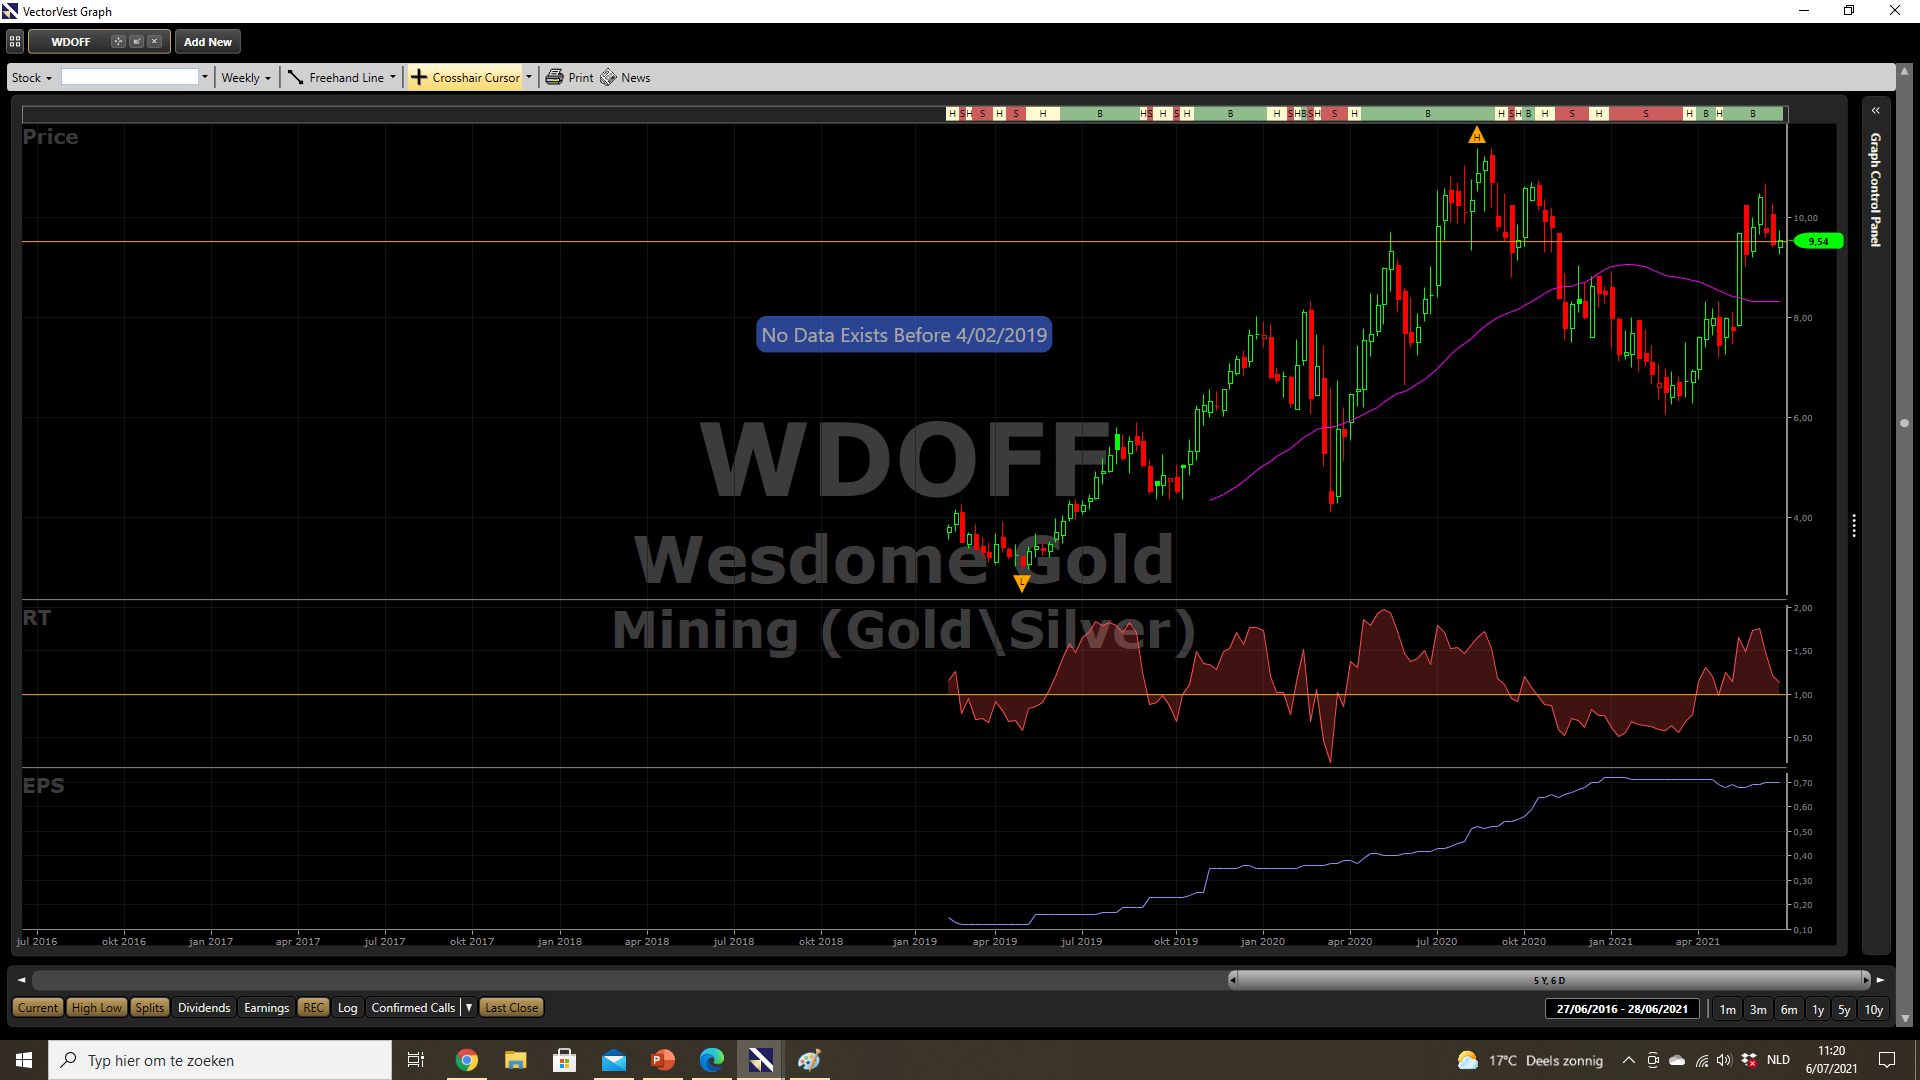 VectorVest Graph
WDOFF
Add New
Stock
Weekly
Freehand Line
Crosshair Cursor
Print
News
H S H S H S H B H S H S H B H S H B S H S H B H S H B H S H S H B H B
Price
H
Graph Control Panel
10,00
9,54
No Data Exists Before 4/02/2019
8,00
6,00
WDOFF
4,00
Wesdome Gold
L
Mining (Gold\Silver)
RT
2,00
1,50
1,00
0,50
EPS
0,70
0,60
0,50
0,40
0,30
0,20
0,10
jul 2016 okt 2016 jan 2017 apr 2017 jul 2017 okt 2017 jan 2018 apr 2018 jul 2018 okt 2018 jan 2019 apr 2019 jul 2019 okt 2019 jan 2020 apr 2020 jul 2020 okt 2020 jan 2021 apr 2021
5 Y, 6 D
Current High Low Splits Dividends Earnings REC Log Confirmed Calls Last Close
27/06/2016 - 28/06/2021
1m 3m 6m 1y 5y 10y
Typ hier om te zoeken
17°C Deels zonnig
NLD
11:20
6/07/2021